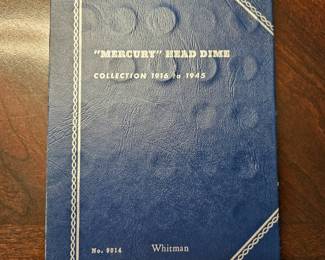 "MERCURY" HEAD DIME
COLLECTION 1916 to 1945
No. 9014 Whitman